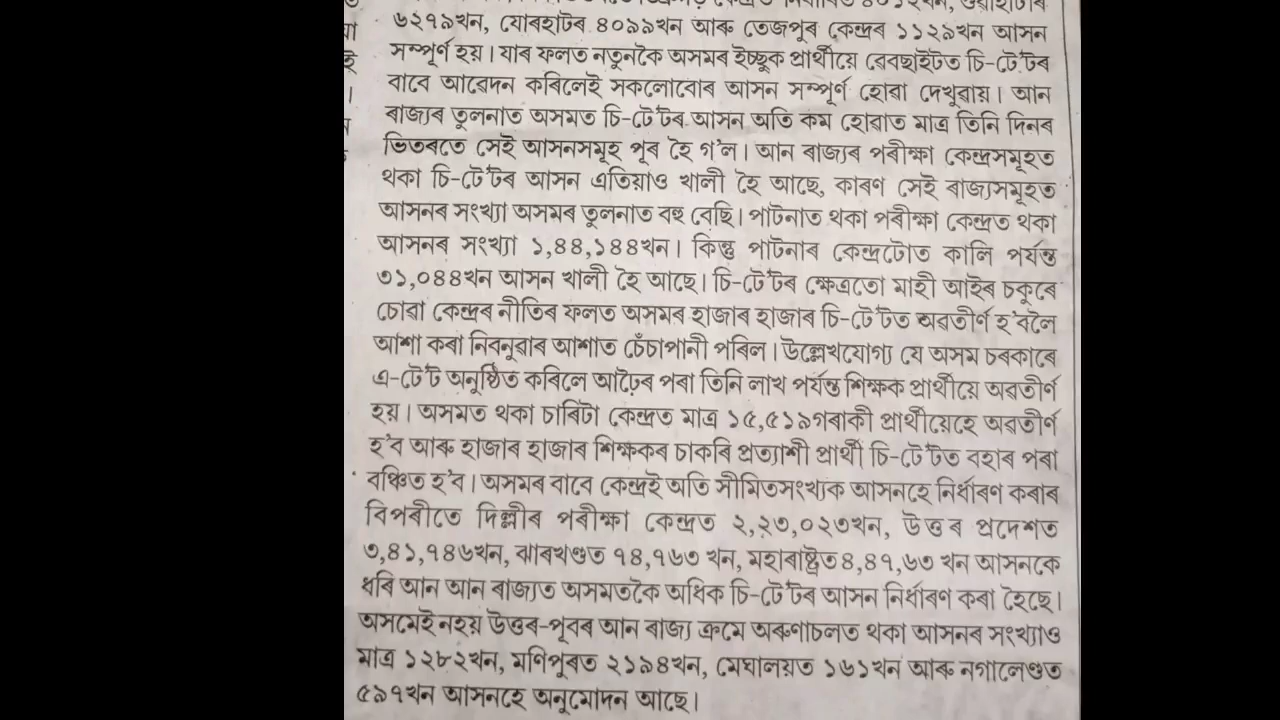 ৬২৭৯খন, যোৰহাটৰ ৪০৯৯খন আৰু তেজপুৰ কেন্দ্ৰৰ ১১২৯খন আসন
সম্পূৰ্ণ হয়। যাৰ ফলত নতুনকৈ অসমৰ ইচ্ছুক প্ৰাৰ্থীয়ে ৱেবছাইটত চি-টে'টৰ
বাবে আৱেদন কৰিলেই সকলোবোৰ আসন সম্পূৰ্ণ হোৱা দেখুৱায়। আন
ৰাজ্যৰ তুলনাত অসমত চি-টে'টৰ আসন অতি কম হোৱাত মাত্ৰ তিনি দিনৰ
ভিতৰতে সেই আসনসমূহ পূৰ হৈ গ'ল। আন ৰাজ্যৰ পৰীক্ষা কেন্দ্ৰসমূহত
থকা চি-টে'টৰ আসন এতিয়াও খালী হৈ আছে, কাৰণ সেই ৰাজ্যসমূহত
আসনৰ সংখ্যা অসমৰ তুলনাত বহু বেছি। পাটনাত থকা পৰীক্ষা কেন্দ্ৰত থকা
আসনৰ সংখ্যা ১,৪৪,১৪৪খন। কিন্তু পাটনাৰ কেন্দ্ৰটোত কালি পৰ্যন্ত
৩১,০৪৪খন আসন খালী হৈ আছে। চি-টে'টৰ ক্ষেত্ৰতো মাহী আইৰ চকুৰে
চোৱা কেন্দ্ৰৰ নীতিৰ ফলত অসমৰ হাজাৰ হাজাৰ চি-টে'টত অৱতীৰ্ণ হ'বলৈ
আশা কৰা নিবনুৱাৰ আশাত চেঁচাপানী পৰিল। উল্লেখযোগ্য যে অসম চৰকাৰে
এ-টে'ট অনুষ্ঠিত কৰিলে আঢ়ৈৰ পৰা তিনি লাখ পৰ্যন্ত শিক্ষক প্ৰাৰ্থীয়ে অৱতীৰ্ণ
হয়। অসমত থকা চাৰিটা কেন্দ্ৰত মাত্ৰ ১৫,৫১৯গৰাকী প্ৰাৰ্থীয়েহে অৱতীৰ্ণ
হ'ব আৰু হাজাৰ হাজাৰ শিক্ষকৰ চাকৰি প্ৰত্যাশী প্ৰাৰ্থী চি-টে'টত বহাৰ পৰা
বঞ্চিত হ'ব। অসমৰ বাবে কেন্দ্ৰই অতি সীমিতসংখ্যক আসনহে নিৰ্ধাৰণ কৰাৰ
বিপৰীতে দিল্লীৰ পৰীক্ষা কেন্দ্ৰত ২,২৩,০২৩খন, উত্তৰ প্ৰদেশত
৩,৪১,৭৪৬খন, ঝাৰখণ্ডত ৭৪,১৬৩ খন, মহাৰাষ্ট্ৰত ৪,৪৭,৬৩ খন আসনকে
ধৰি আন আন ৰাজ্যত অসমতকৈ অধিক চি-টে'টৰ আসন নিৰ্ধাৰণ কৰা হৈছে।
অসমেই নহয় উত্তৰ-পূবৰ আন ৰাজ্য ক্ৰমে অৰুণাচলত থকা আসনৰ সংখ্যাও
মাত্ৰ ১২৮২খন, মণিপুৰত ২১৯৪খন, মেঘালয়ত ১৬১খন আৰু নগালেণ্ডত
৫৯৭খন আসনহে অনুমোদন আছে।